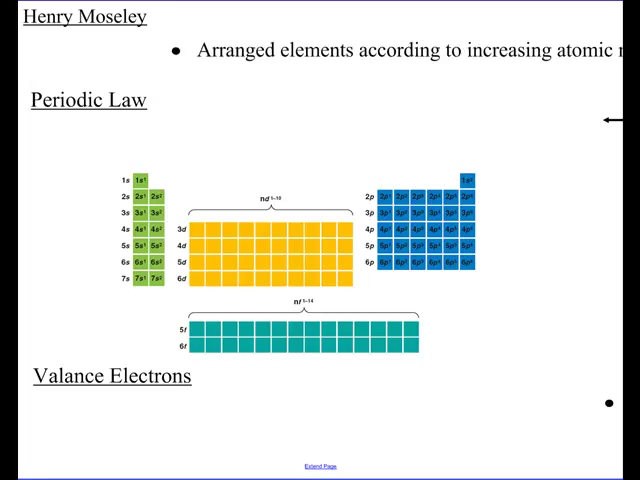 Henry Moseley
● Arranged elements according to increasing atomic
Periodic Law
1s 1s¹ 1s²
2s 2s¹ 2s² 2p 2p¹ 2p² 2p³ 2p⁴ 2p⁵ 2p⁶
nd¹⁻¹⁰
3s 3s¹ 3s² 3p 3p¹ 3p² 3p³ 3p⁴ 3p⁵ 3p⁶
4s 4s¹ 4s² 3d 4p 4p¹ 4p² 4p³ 4p⁴ 4p⁵ 4p⁶
5s 5s¹ 5s² 4d 5p 5p¹ 5p² 5p³ 5p⁴ 5p⁵ 5p⁶
6s 6s¹ 6s² 5d 6p 6p¹ 6p² 6p³ 6p⁴ 6p⁵ 6p⁶
7s 7s¹ 7s² 6d
nf¹⁻¹⁴
5f
6f
Valance Electrons
●
Extend Page